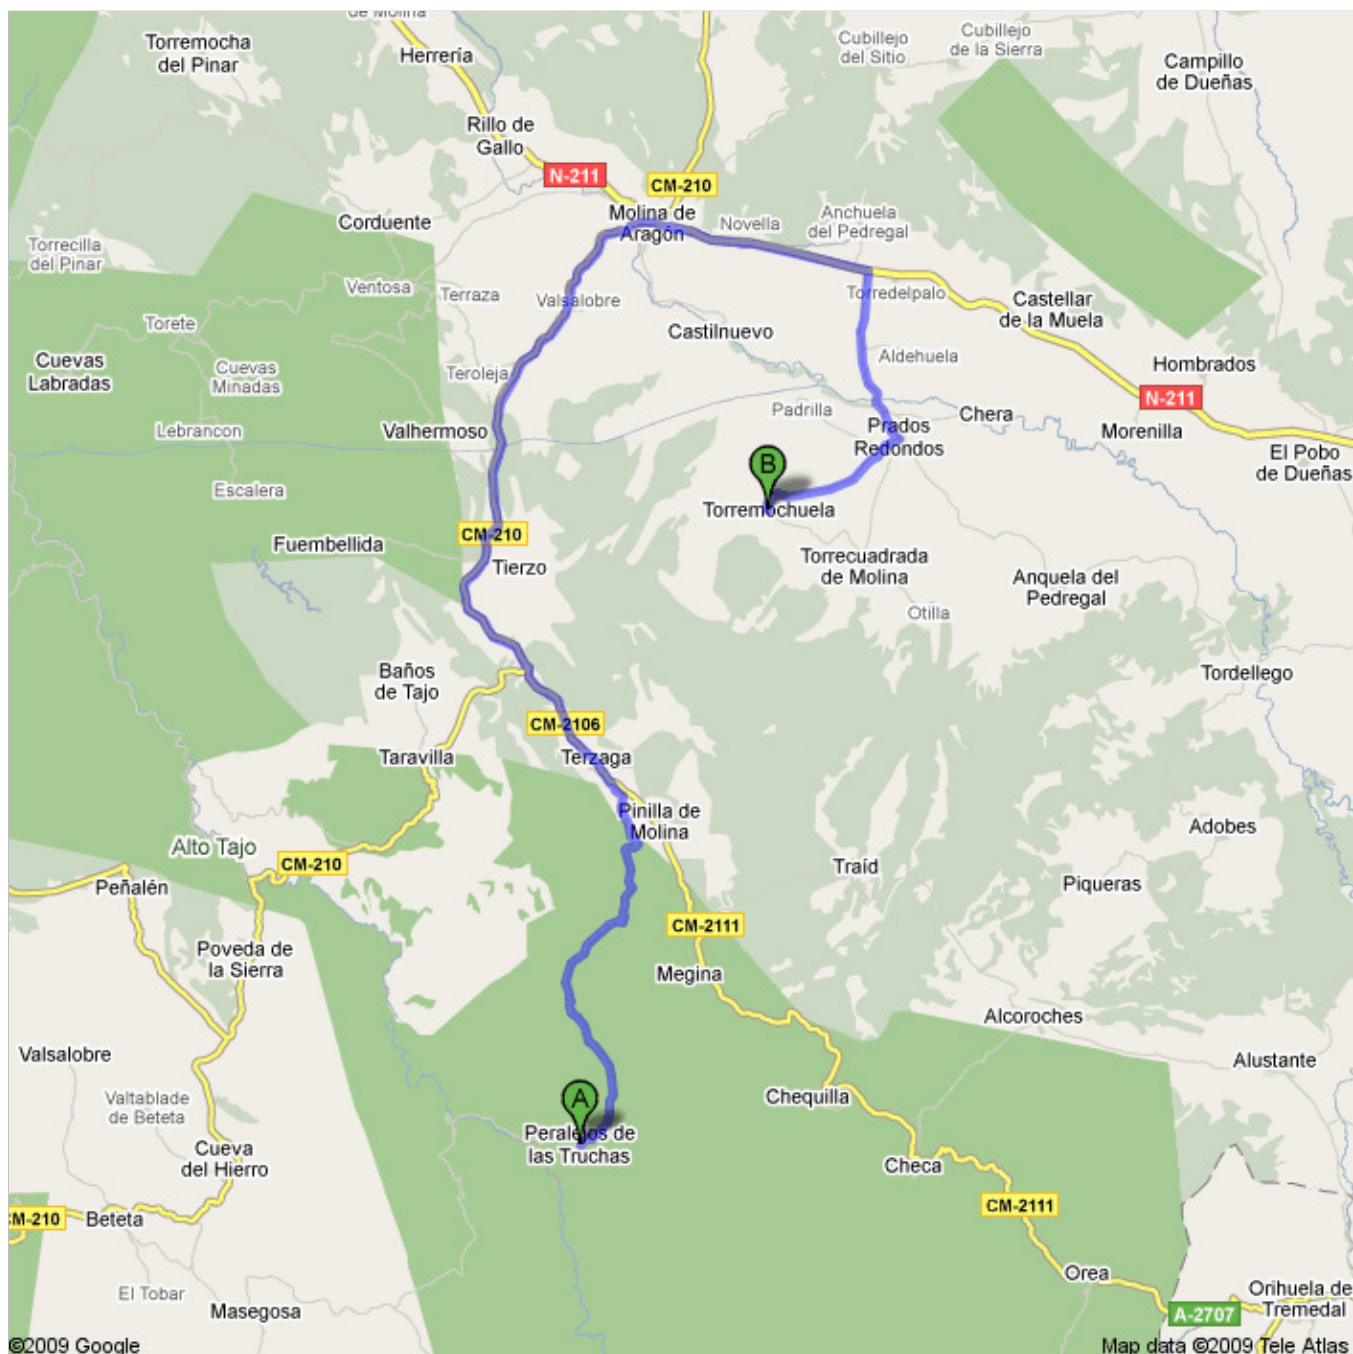 de Molina
Torremocha
del Pinar
Herrería
Cubillejo
del Sitio
Cubillejo
de la Sierra
Campillo
de Dueñas
Rillo de
Gallo
N-211
CM-210
Corduente
Molina de
Aragón
Novella
Anchuela
del Pedregal
Torrecilla
del Pinar
Ventosa
Terraza
Valsalobre
Torredelpalo
Castellar
de la Muela
Torete
Castilnuevo
Cuevas
Labradas
Cuevas
Minadas
Teroleja
Aldehuela
Hombrados
N-211
Padrilla
Chera
Lebrancon
Valhermoso
Prados
Redondos
Morenilla
El Pobo
de Dueñas
B
Escalera
Torremochuela
CM-210
Fuembellida
Tierzo
Torrecuadrada
de Molina
Anquela del
Pedregal
Otilla
Baños
de Tajo
Tordellego
CM-2106
Taravilla
Terzaga
Pinilla de
Molina
Adobes
Alto Tajo
CM-210
Traíd
Piqueras
Peñalén
CM-2111
Poveda de
la Sierra
Megina
Alcoroches
Valsalobre
Alustante
Valtablade
de Beteta
A
Chequilla
Peralejos de
las Truchas
Cueva
del Hierro
Checa
CM-210
Beteta
CM-2111
Orea
El Tobar
Masegosa
Orihuela de
Tremedal
A-2707
©2009 Google
Map data ©2009 Tele Atlas